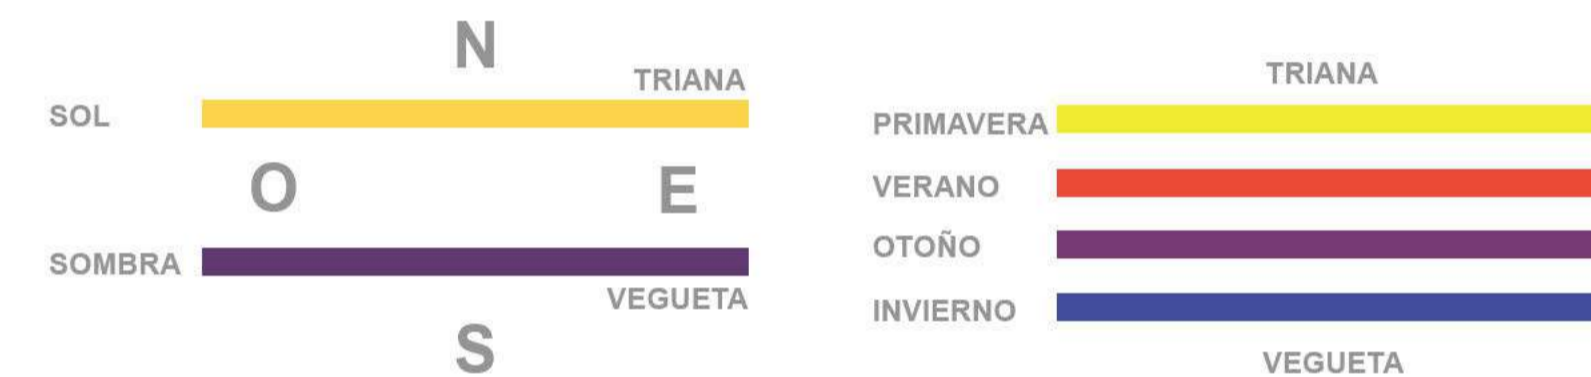 N
TRIANA
SOL
O E
SOMBRA
VEGUETA
S
TRIANA
PRIMAVERA
VERANO
OTOÑO
INVIERNO
VEGUETA